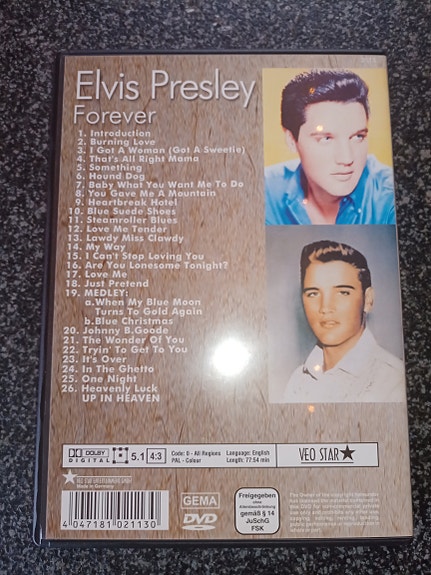 Elvis Presley
Forever
1. Introduction
2. Burning Love
3. I Got A Woman (Got A Sweetie)
4. That's All Right Mama
5. Something
6. Hound Dog
7. Baby What You Want Me To Do
8. You Gave Me A Mountain
9. Heartbreak Hotel
10. Blue Suede Shoes
11. Steamroller Blues
12. Love Me Tender
13. Lawdy Miss Clawdy
14. My Way
15. I Can't Stop Loving You
16. Are You Lonesome Tonight?
17. Love Me
18. Just Pretend
19. MEDLEY:
a.When My Blue Moon
Turns To Gold Again
b.Blue Christmas
20. Johnny B.Goode
21. The Wonder Of You
22. Tryin' To Get To You
23. It's Over
24. In The Ghetto
25. One Night
26. Heavenly Luck
UP IN HEAVEN
DOLBY
DIGITAL
5.1
4:3
Code: 0 - All Regions
PAL - Colour
Language: English
Length: 77.54 min
VEO STAR
VEO STAR ENTERTAINMENT GMBH
Made in Germany
4 047181 021130
GEMA
DVD
VIDEO
Freigegeben
ohne
Altersbeschränkung
gemäß § 14
JuSchG
FSK